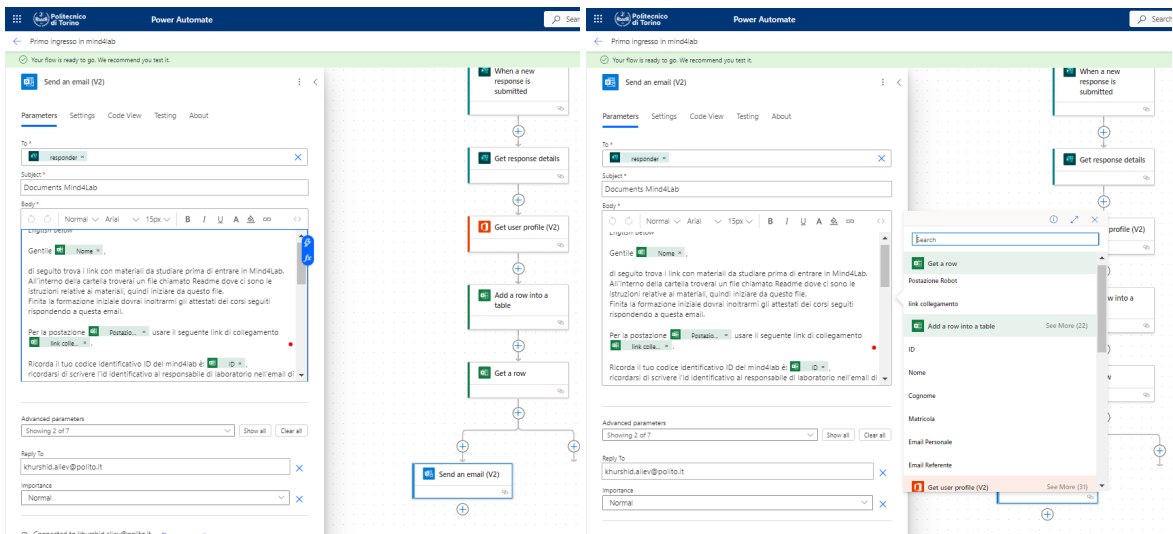 Politecnico
di Torino
Power Automate
Sear
Primo ingresso in mind4lab
Your flow is ready to go. We recommend you test it.
Send an email (V2)
Parameters Settings Code View Testing About
To *
responder ×
Subject *
Documents Mind4Lab
Body *
Normal Arial 15px B I U A
English below
Gentile Nome × ,
di seguito trova i link con materiali da studiare prima di entrare in Mind4Lab.
All'interno della cartella troverai un file chiamato Readme dove ci sono le
istruzioni relative ai materiali, quindi iniziare da questo file.
Finita la formazione iniziale dovrai inoltrarmi gli attestati dei corsi seguiti
rispondendo a questa email.
Per la postazione Postazio... × usare il seguente link di collegamento
link colle... × .
Ricorda il tuo codice identificativo ID del mind4lab è: ID × ,
ricordarsi di scrivere l'id identificativo al responsabile di laboratorio nell'email di
fx
Advanced parameters
Showing 2 of 7 Show all Clear all
Reply To
khurshid.aliev@polito.it
Importance
Normal
Connected to khurshid.aliev@polito.it
When a new
response is
submitted
Get response details
Get user profile (V2)
Add a row into a
table
Get a row
Send an email (V2)
Politecnico
di Torino
Power Automate
Search
Primo ingresso in mind4lab
Your flow is ready to go. We recommend you test it.
Send an email (V2)
Parameters Settings Code View Testing About
To *
responder ×
Subject *
Documents Mind4Lab
Body *
Normal Arial 15px B I U A
English below
Gentile Nome × ,
di seguito trova i link con materiali da studiare prima di entrare in Mind4Lab.
All'interno della cartella troverai un file chiamato Readme dove ci sono le
istruzioni relative ai materiali, quindi iniziare da questo file.
Finita la formazione iniziale dovrai inoltrarmi gli attestati dei corsi seguiti
rispondendo a questa email.
Per la postazione Postazio... × usare il seguente link di collegamento
link colle... × .
Ricorda il tuo codice identificativo ID del mind4lab è: ID × ,
ricordarsi di scrivere l'id identificativo al responsabile di laboratorio nell'email di
Advanced parameters
Showing 2 of 7 Show all Clear all
Reply To
khurshid.aliev@polito.it
Importance
Normal
When a new
response is
submitted
Get response details
profile (V2)
w into a
Search
Get a row
Postazione Robot
link collegamento
Add a row into a table See More (22)
ID
Nome
Cognome
Matricola
Email Personale
Email Referente
Get user profile (V2) See More (31)